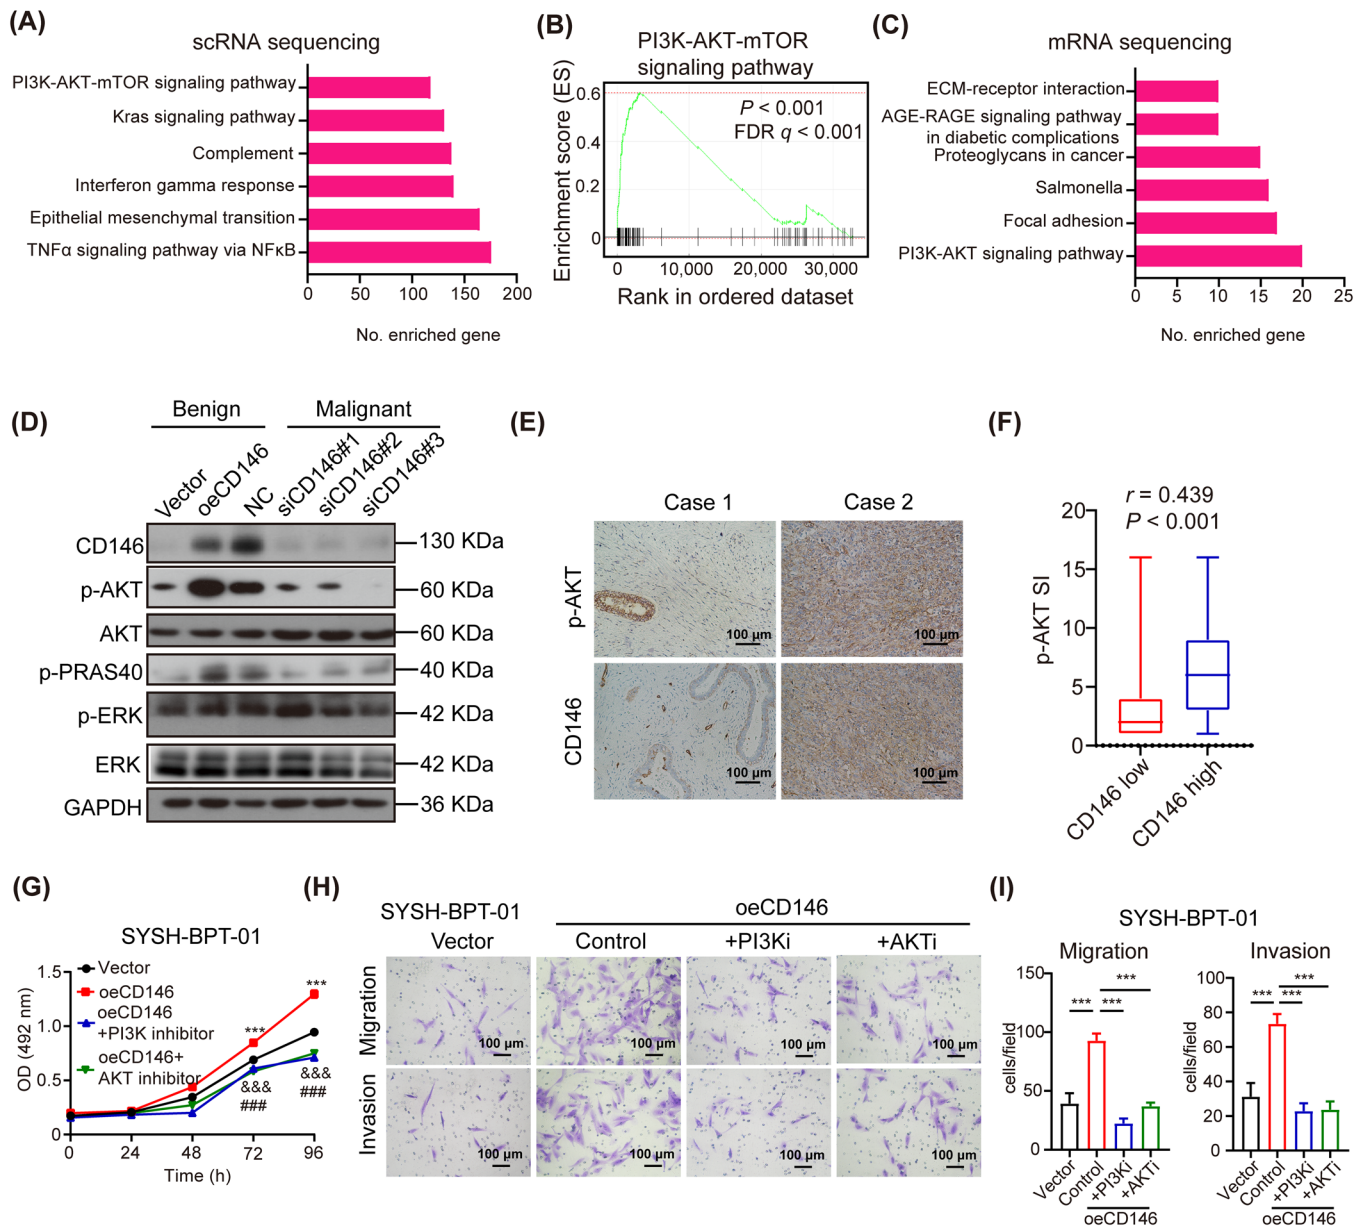 (A)
scRNA sequencing
PI3K-AKT-mTOR signaling pathway
Kras signaling pathway
Complement
Interferon gamma response
Epithelial mesenchymal transition
TNFα signaling pathway via NFκB
0 50 100 150 200
No. enriched gene
(B)
PI3K-AKT-mTOR
signaling pathway
Enrichment score (ES)
0.6
0.4
0.2
0
P < 0.001
FDR q < 0.001
0 10,000 20,000 30,000
Rank in ordered dataset
(C)
mRNA sequencing
ECM-receptor interaction
AGE-RAGE signaling pathway
in diabetic complications
Proteoglycans in cancer
Salmonella
Focal adhesion
PI3K-AKT signaling pathway
0 5 10 15 20 25
No. enriched gene
(D)
Benign Malignant
Vector oeCD146 NC siCD146#1 siCD146#2 siCD146#3
CD146 130 KDa
p-AKT 60 KDa
AKT 60 KDa
p-PRAS40 40 KDa
p-ERK 42 KDa
ERK 42 KDa
GAPDH 36 KDa
(E)
Case 1 Case 2
p-AKT
100 µm 100 µm
CD146
100 µm 100 µm
(F)
r = 0.439
P < 0.001
p-AKT SI
20
15
10
5
0
CD146 low CD146 high
(G)
SYSH-BPT-01
OD (492 nm)
1.5
1.0
0.5
0
Vector
oeCD146
oeCD146
+PI3K inhibitor
oeCD146+
AKT inhibitor
*** ***
&&& &&&
### ###
0 24 48 72 96
Time (h)
(H)
SYSH-BPT-01 oeCD146
Vector Control +PI3Ki +AKTi
Migration
100 µm 100 µm 100 µm 100 µm
Invasion
100 µm 100 µm 100 µm 100 µm
(I)
SYSH-BPT-01
Migration
cells/field
150
100
50
0
***
*** ***
Vector Control +PI3Ki +AKTi
oeCD146
Invasion
cells/field
100
80
60
40
20
0
***
*** ***
Vector Control +PI3Ki +AKTi
oeCD146